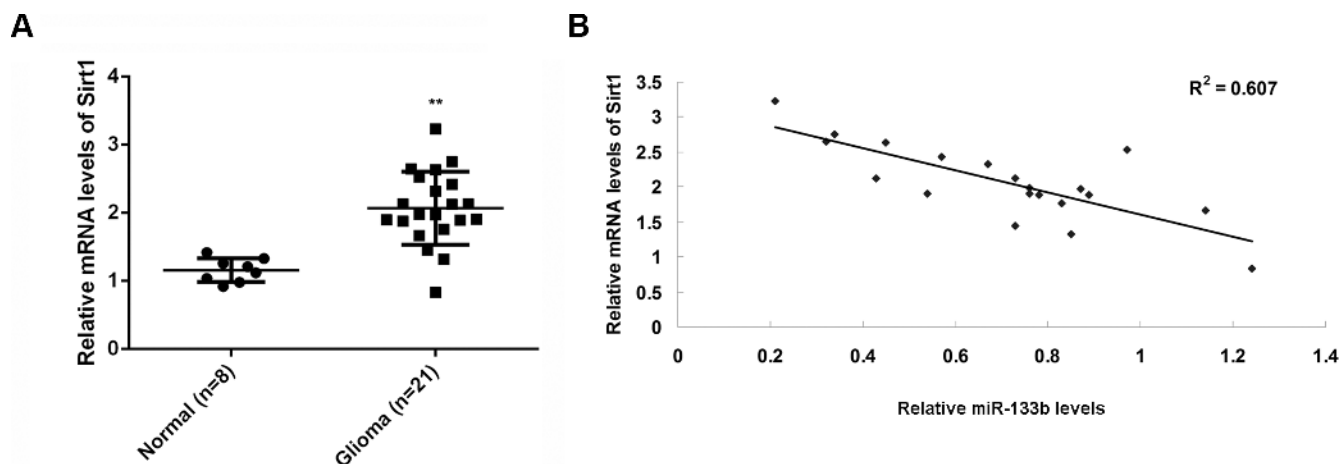 A
Relative mRNA levels of Sirt1
4
3
2
1
0
**
Normal (n=8)
Glioma (n=21)
B
Relative mRNA levels of Sirt1
3.5
3
2.5
2
1.5
1
0.5
0
R² = 0.607
0 0.2 0.4 0.6 0.8 1 1.2 1.4
Relative miR-133b levels